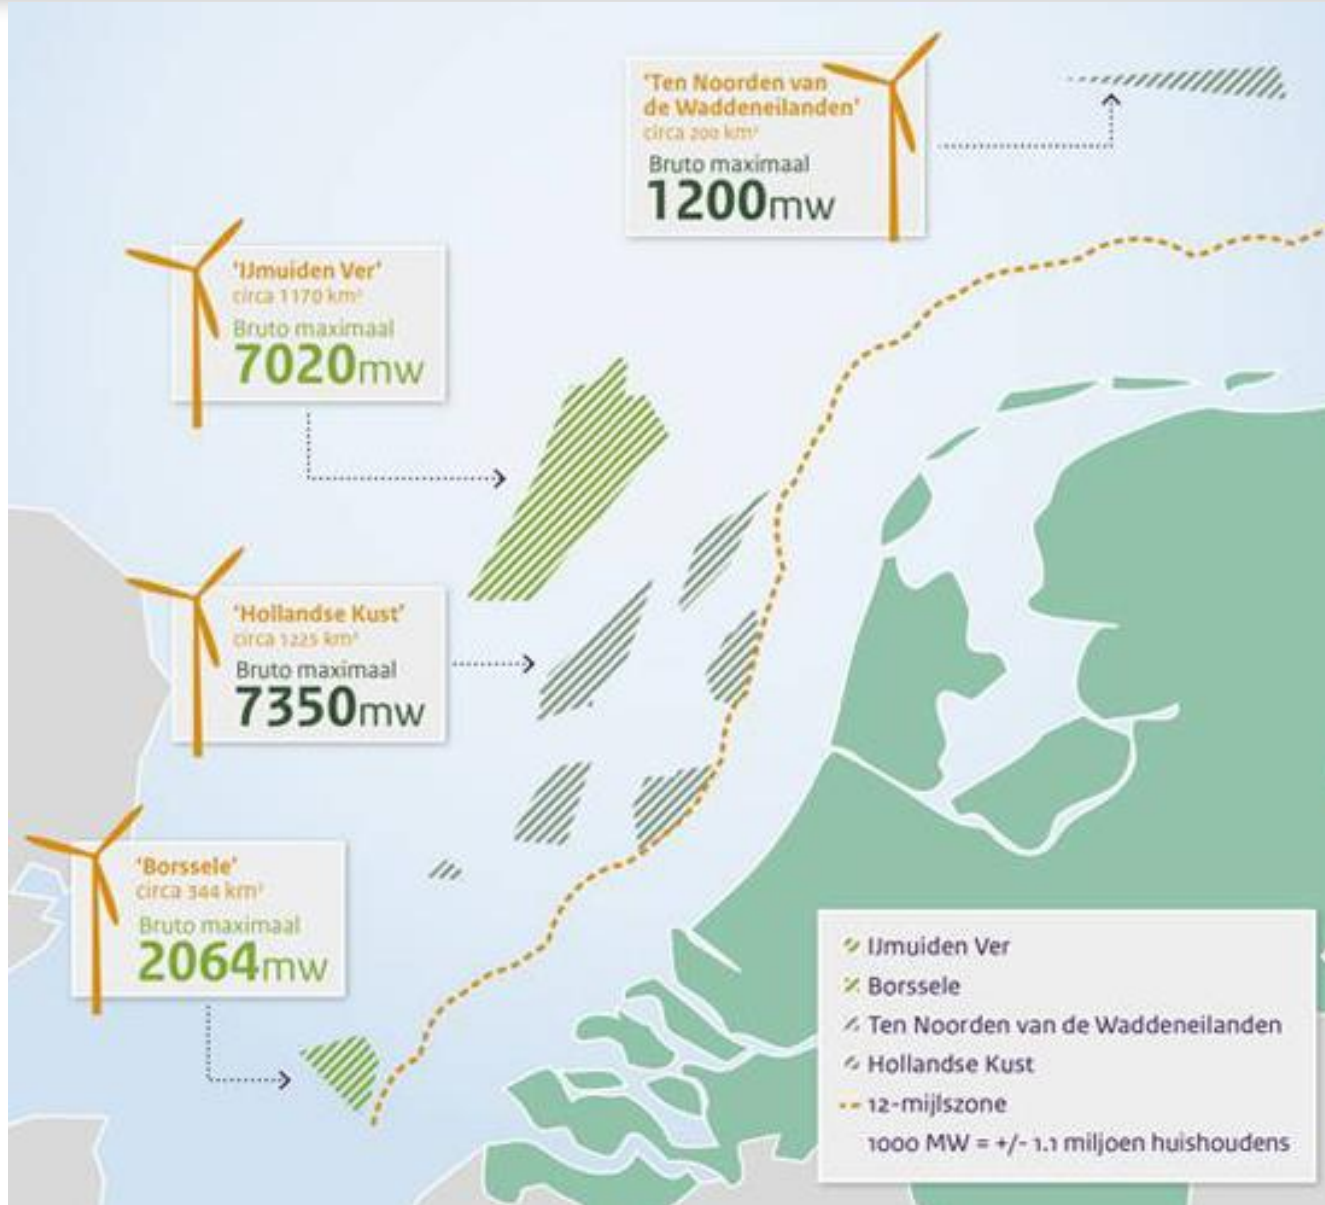 'Ten Noorden van
de Waddeneilanden'
circa 200 km²
Bruto maximaal
1200mw
'IJmuiden Ver'
circa 1170 km²
Bruto maximaal
7020mw
'Hollandse Kust'
circa 1225 km²
Bruto maximaal
7350mw
'Borssele'
circa 344 km²
Bruto maximaal
2064mw
IJmuiden Ver
Borssele
Ten Noorden van de Waddeneilanden
Hollandse Kust
12-mijlszone
1000 MW = +/- 1.1 miljoen huishoudens